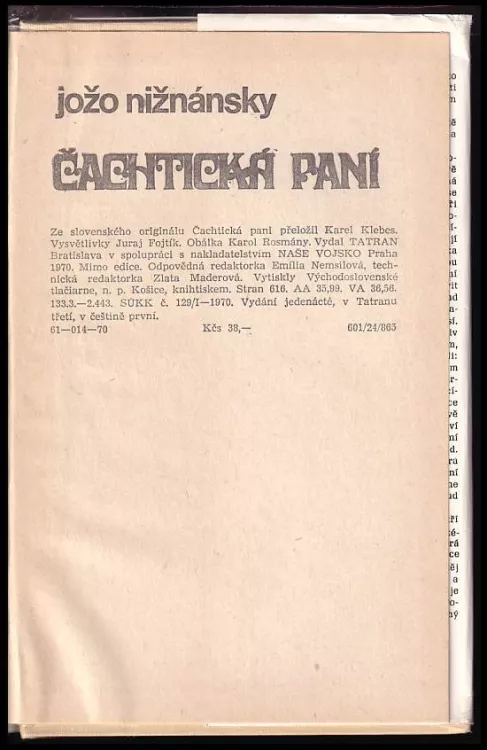 jožo nižnánsky
ČACHTICKÁ PANÍ
Ze slovenského originálu Čachtická pani přeložil Karel Klebes.
Vysvětlivky Juraj Fojtík. Obálka Karol Rosmány. Vydal TATRAN
Bratislava v spolupráci s nakladatelstvím NAŠE VOJSKO Praha
1970. Mimo edice. Odpovědná redaktorka Emília Nemsilová, tech-
nická redaktorka Zlata Maderová. Vytiskly Východoslovenské
tlačiarne, n. p. Košice, knihtiskem. Stran 616. AA 35,99. VA 36,56.
133.3.—2.443. SÚKK č. 129/I—1970. Vydání jedenácté, v Tatranu
třetí, v češtině první.
61—014—70 Kčs 38,— 601/24/865